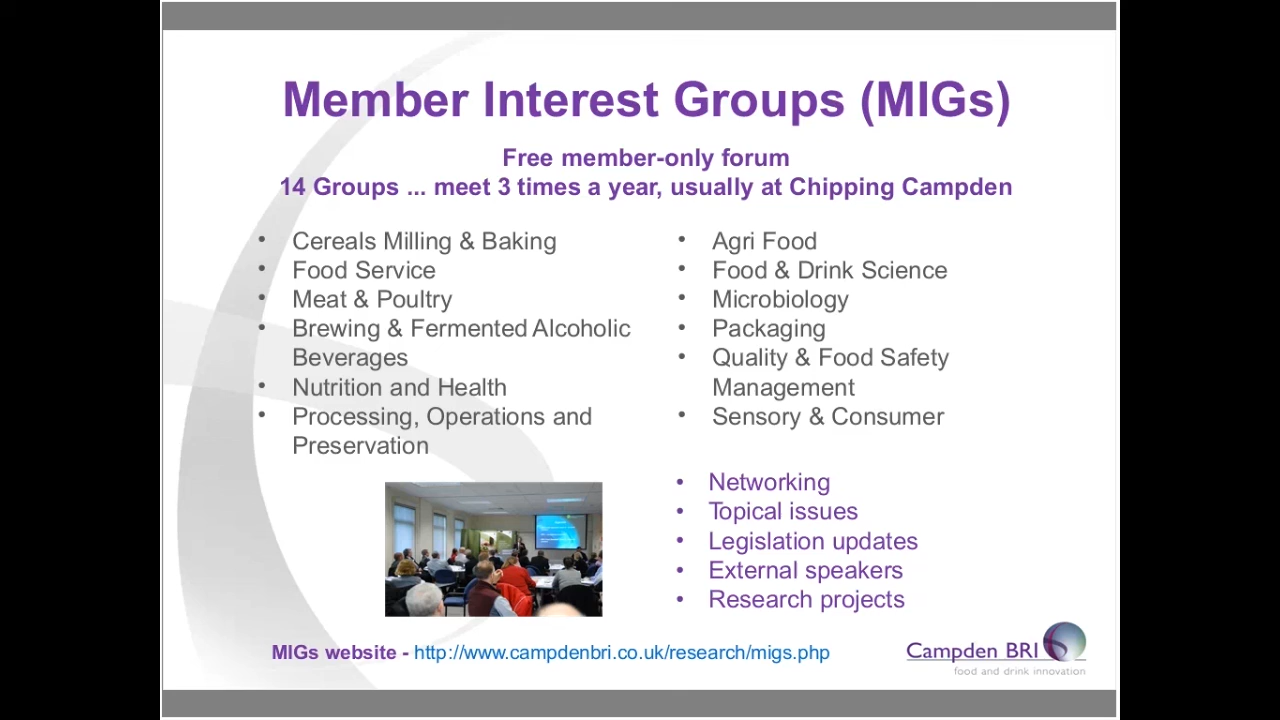 Member Interest Groups (MIGs)
Free member-only forum
14 Groups ... meet 3 times a year, usually at Chipping Campden
• Cereals Milling & Baking
• Food Service
• Meat & Poultry
• Brewing & Fermented Alcoholic
Beverages
• Nutrition and Health
• Processing, Operations and
Preservation
• Agri Food
• Food & Drink Science
• Microbiology
• Packaging
• Quality & Food Safety
Management
• Sensory & Consumer
• Networking
• Topical issues
• Legislation updates
• External speakers
• Research projects
MIGs website - http://www.campdenbri.co.uk/research/migs.php
Campden BRI
food and drink innovation